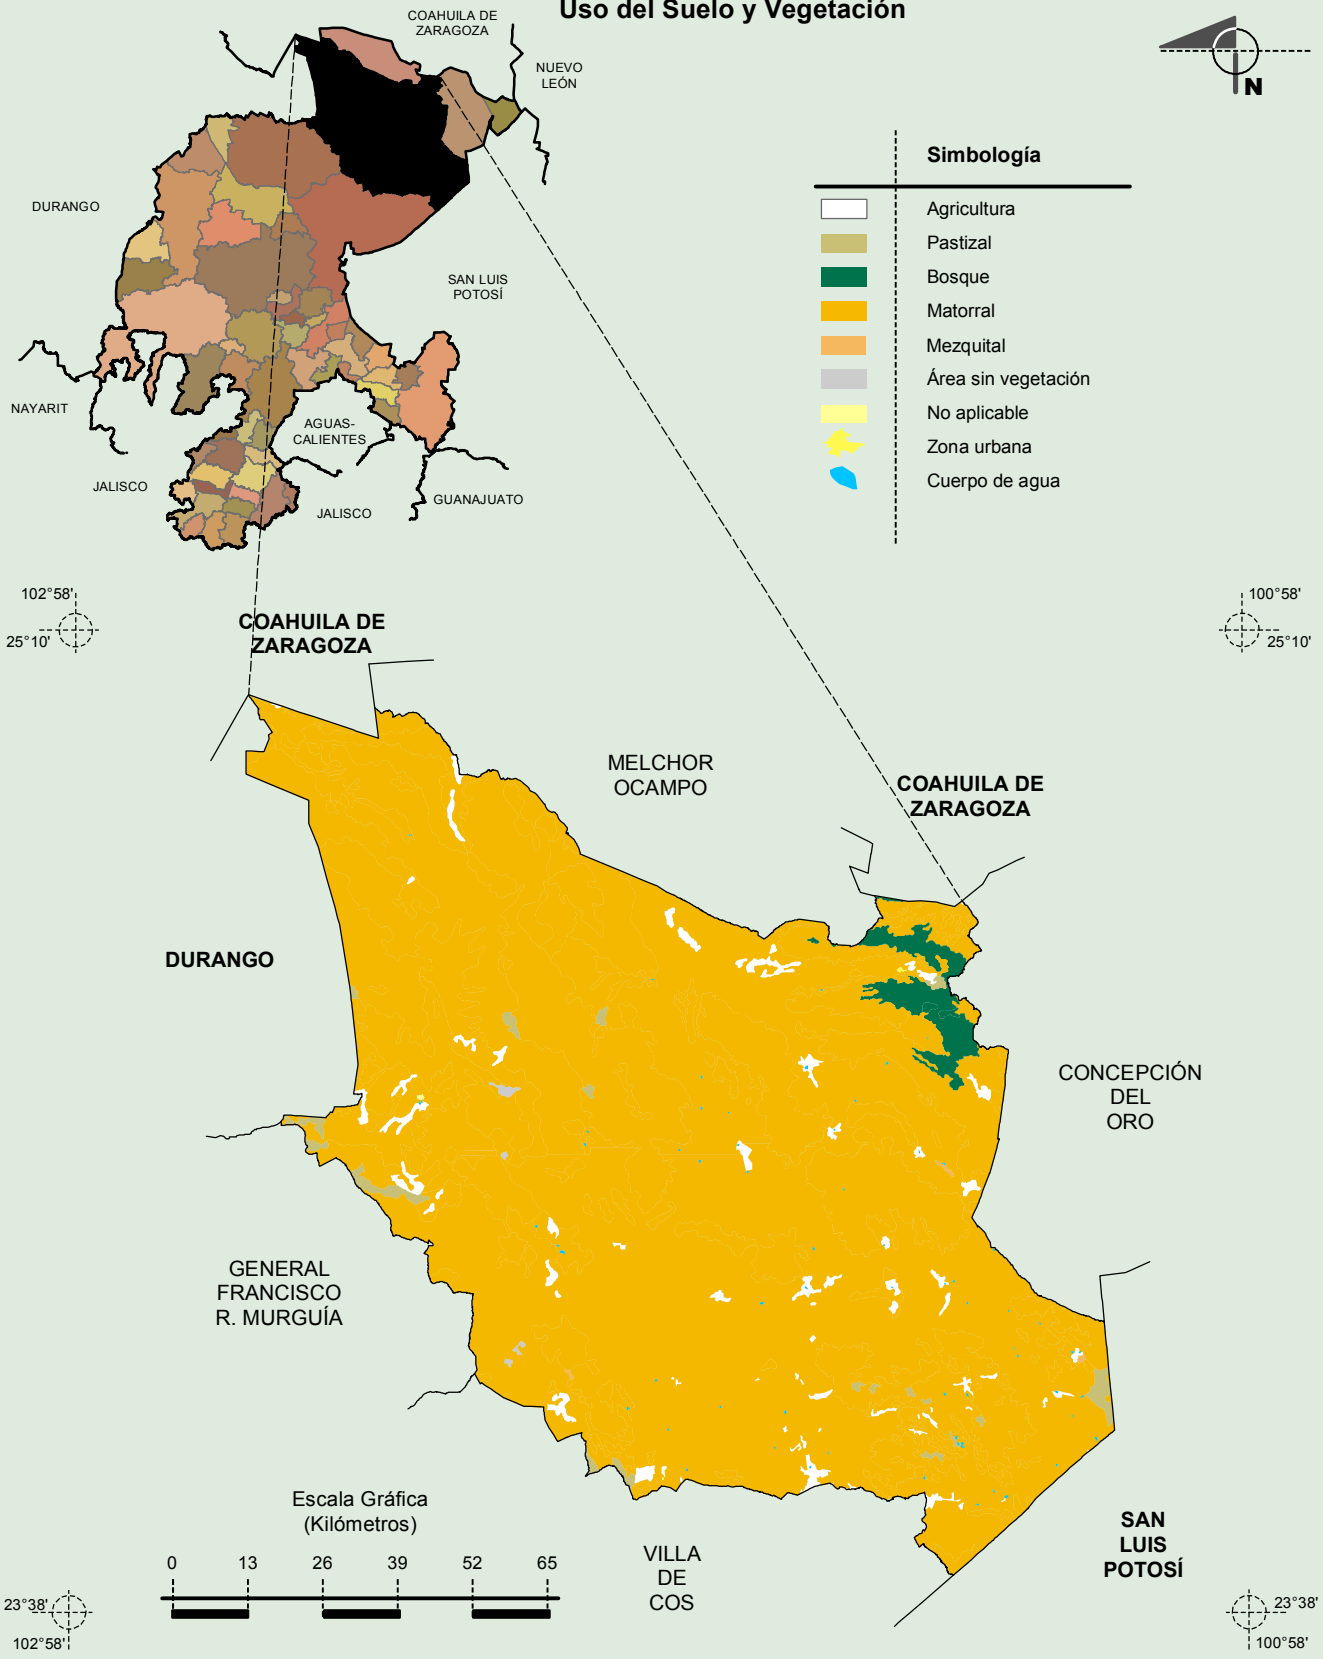 Uso del Suelo y Vegetación
COAHUILA DE
ZARAGOZA
NUEVO
LEÓN
N
DURANGO
SAN LUIS
POTOSÍ
NAYARIT
AGUAS-
CALIENTES
JALISCO
JALISCO
GUANAJUATO
Simbología
Agricultura
Pastizal
Bosque
Matorral
Mezquital
Área sin vegetación
No aplicable
Zona urbana
Cuerpo de agua
102°58'
25°10'
100°58'
25°10'
COAHUILA DE
ZARAGOZA
MELCHOR
OCAMPO
COAHUILA DE
ZARAGOZA
DURANGO
CONCEPCIÓN
DEL
ORO
GENERAL
FRANCISCO
R. MURGUÍA
Escala Gráfica
(Kilómetros)
0 13 26 39 52 65
VILLA
DE
COS
SAN
LUIS
POTOSÍ
23°38'
102°58'
23°38'
100°58'